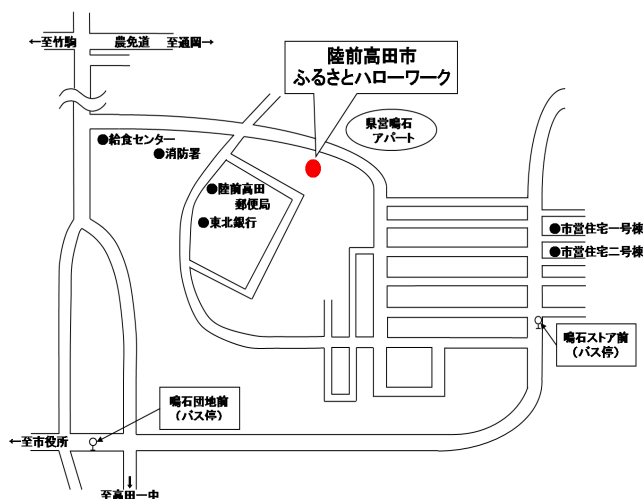 ←至竹駒
農免道
至通岡→
陸前高田市
ふるさとハローワーク
県営鳴石
アパート
●給食センター
●消防署
●陸前高田
郵便局
●東北銀行
●市営住宅一号棟
●市営住宅二号棟
鳴石ストア前
（バス停）
鳴石団地前
（バス停）
←至市役所
↓
至高田一中